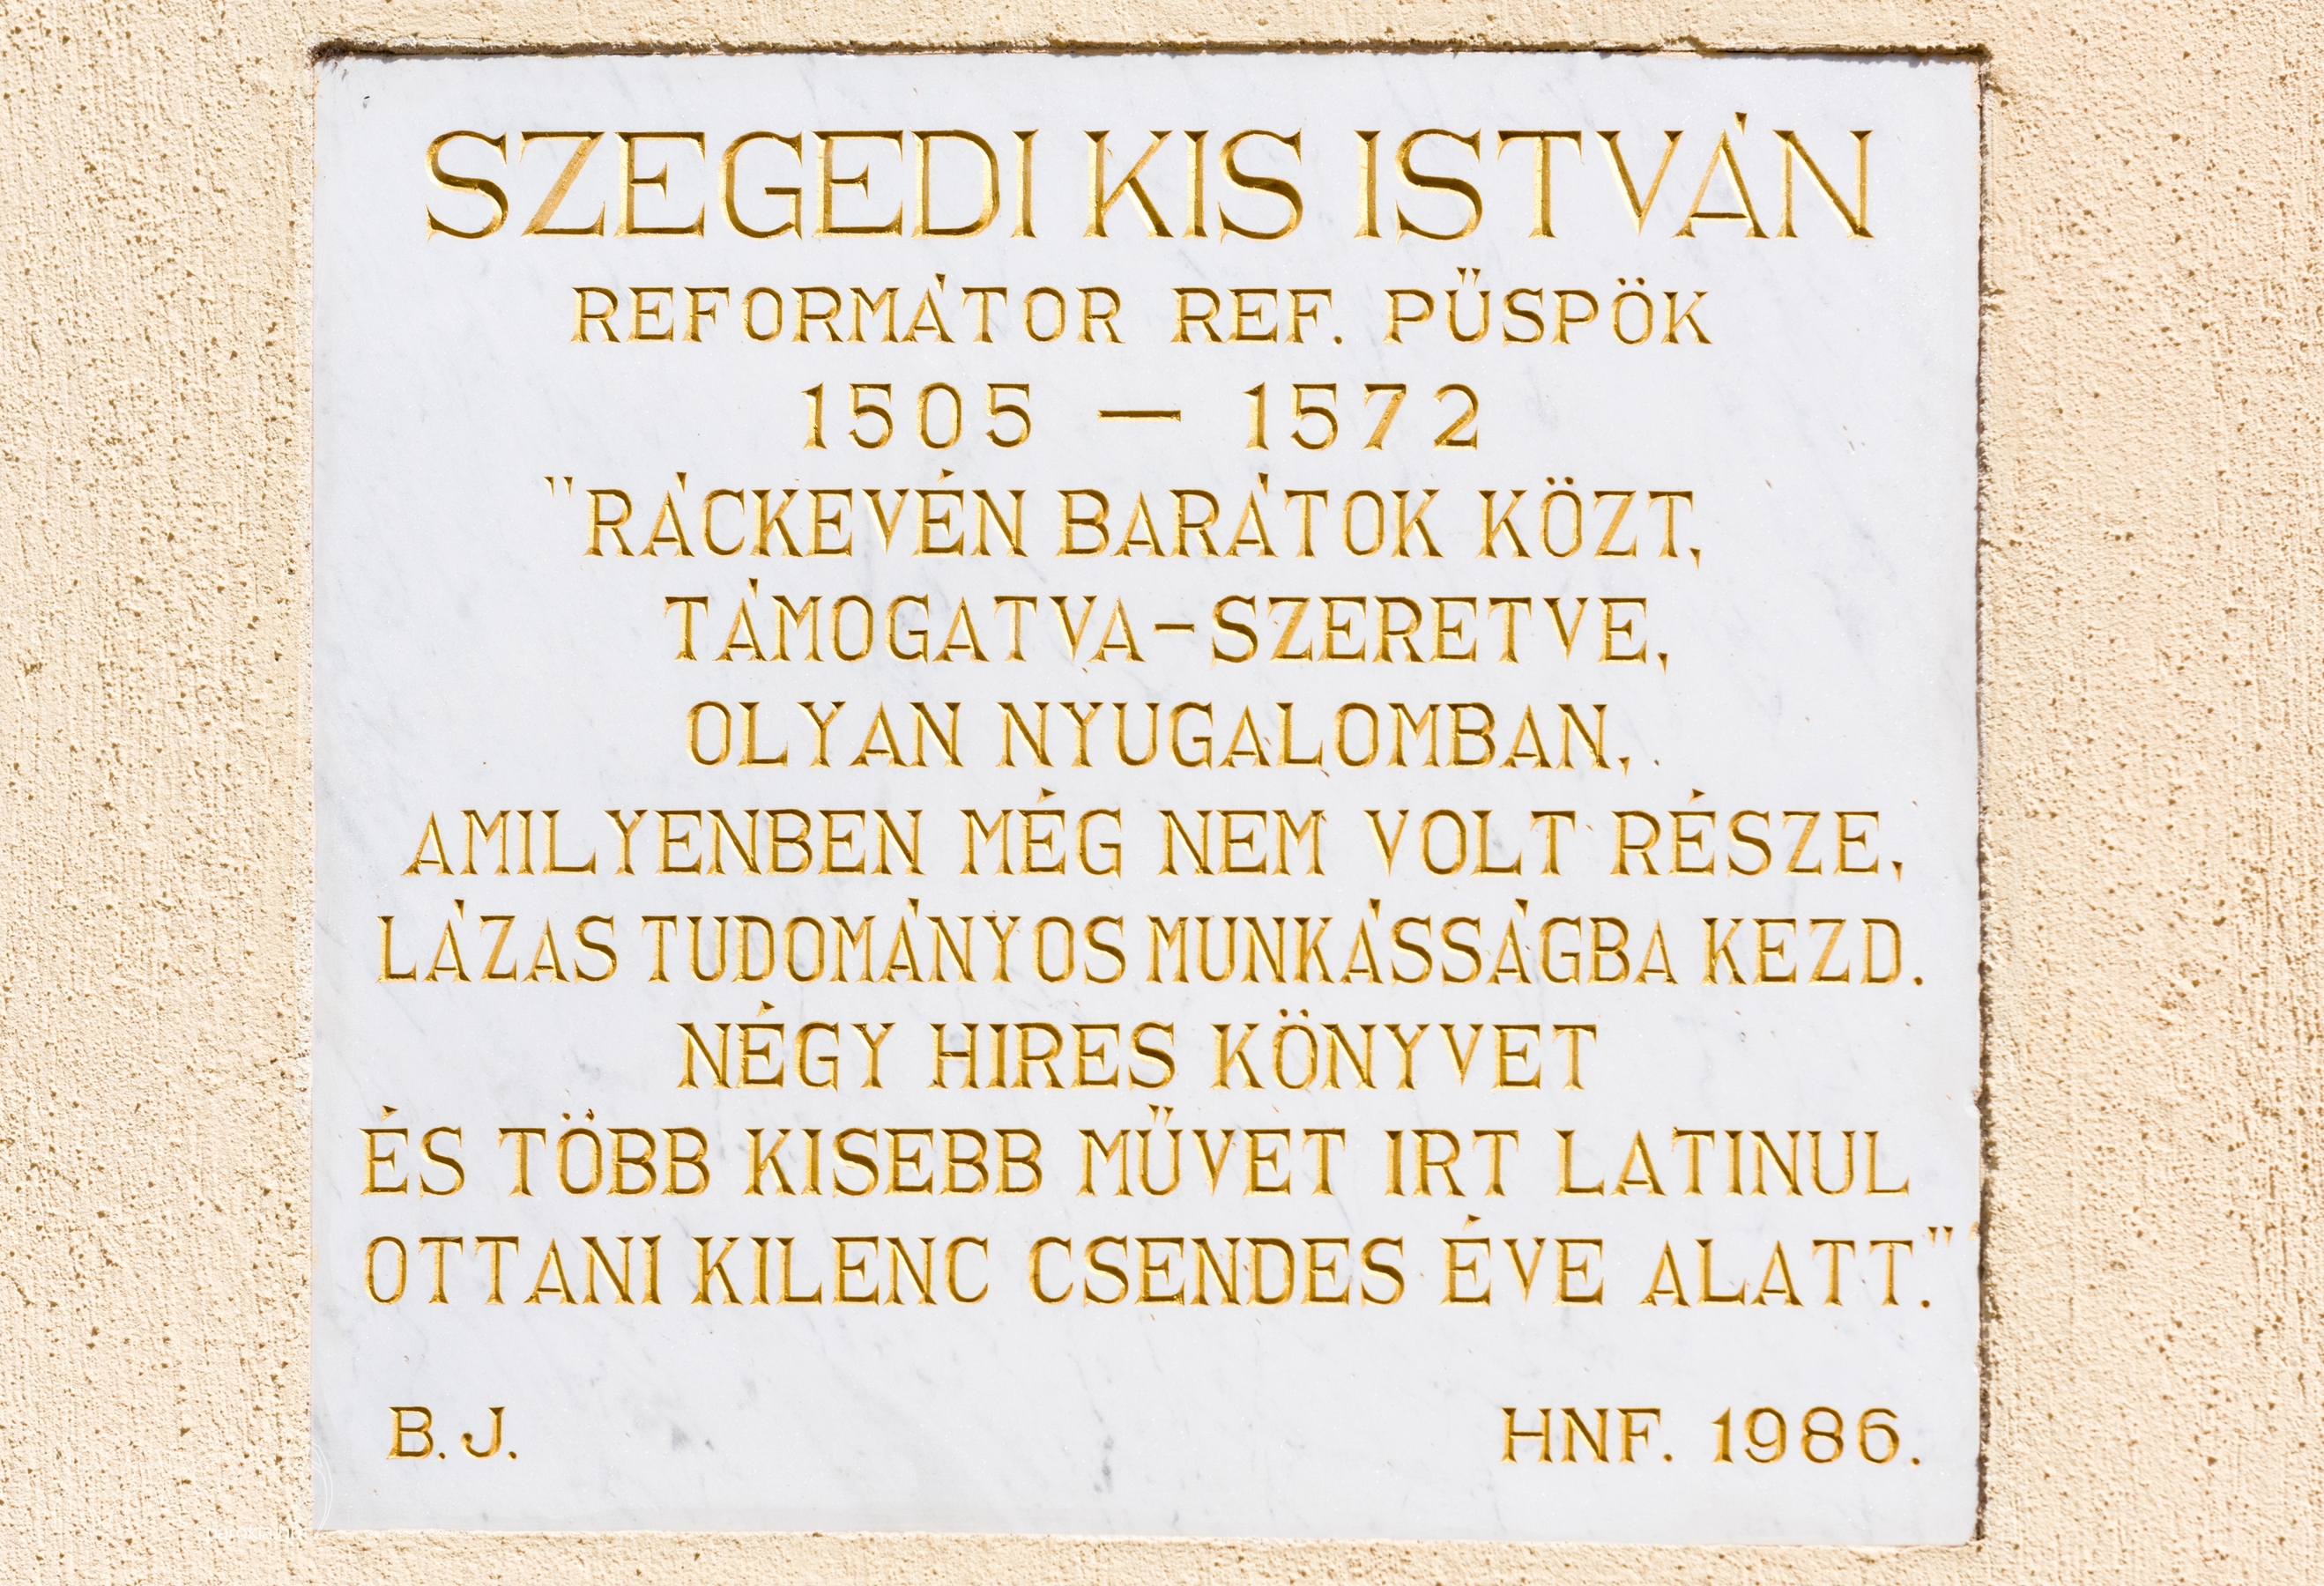 SZEGEDI KIS ISTVÁN
REFORMÁTOR REF. PŰSPÖK
1505 — 1572
"RÁCKEVÉN BARÁTOK KÖZT,
TÁMOGATVA-SZERETVE,
OLYAN NYUGALOMBAN,
AMILYENBEN MÉG NEM VOLT RÉSZE,
LÁZAS TUDOMÁNYOS MUNKÁSSÁGBA KEZD.
NÉGY HIRES KÖNYVET
ÉS TÖBB KISEBB MŰVET IRT LATINUL
OTTANI KILENC CSENDES ÉVE ALATT."
B. J.
HNF. 1986.